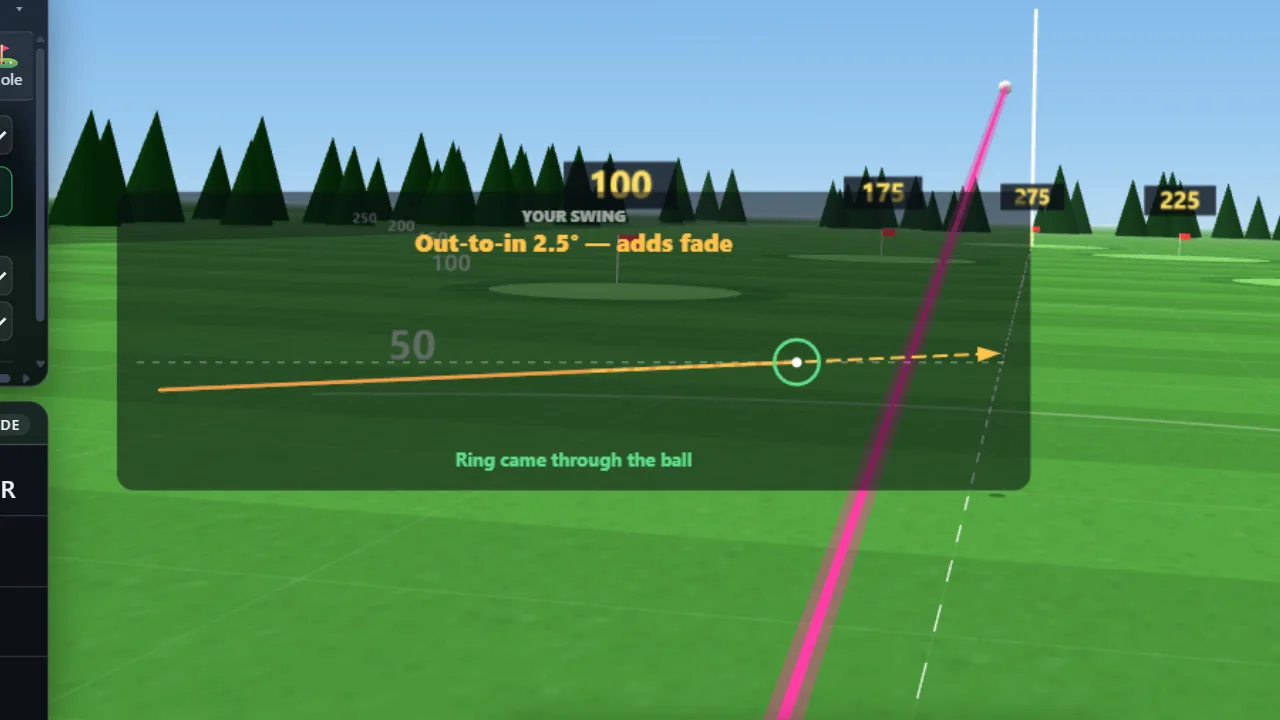 ole
100
175
275
225
250
200
YOUR SWING
Out-to-in 2.5° — adds fade
100
50
DE
Ring came through the ball
R